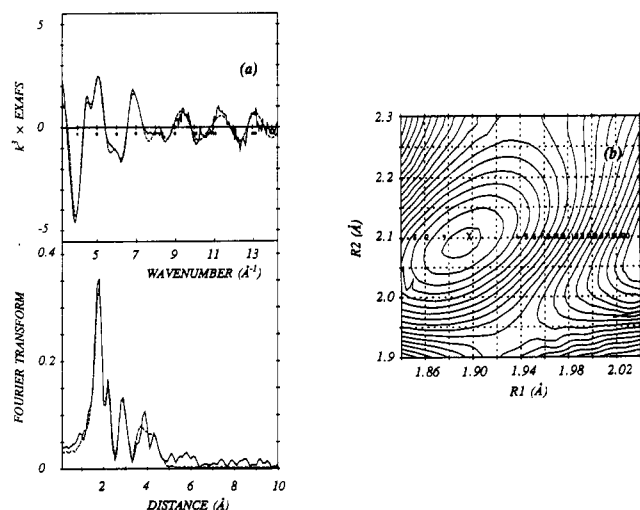 5
(a)
k³ × EXAFS
0
-5
5 7 9 11 13
WAVENUMBER (Å⁻¹)
0.4
FOURIER TRANSFORM
0.2
0
2 4 6 8 10
DISTANCE (Å)
2.3
(b)
2.2
R2 (Å)
2.1
2.0
1.9
1.86 1.90 1.94 1.98 2.02
R1 (Å)